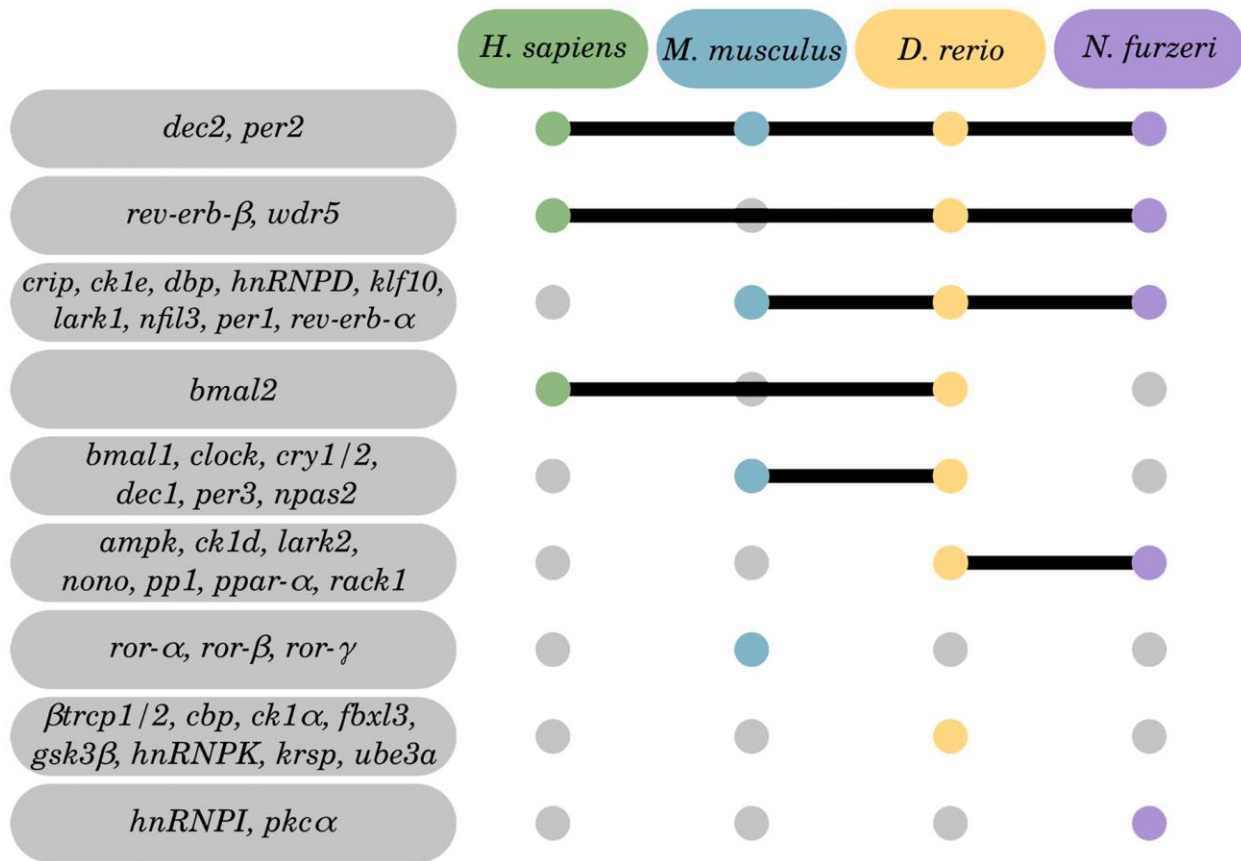 H. sapiens M. musculus D. rerio N. furzeri
dec2, per2
rev-erb-β, wdr5
crip, ck1e, dbp, hnRNPD, klf10,
lark1, nfil3, per1, rev-erb-α
bmal2
bmal1, clock, cry1/2,
dec1, per3, npas2
ampk, ck1d, lark2,
nono, pp1, ppar-α, rack1
ror-α, ror-β, ror-γ
βtrcp1/2, cbp, ck1α, fbxl3,
gsk3β, hnRNPK, krsp, ube3a
hnRNPI, pkcα